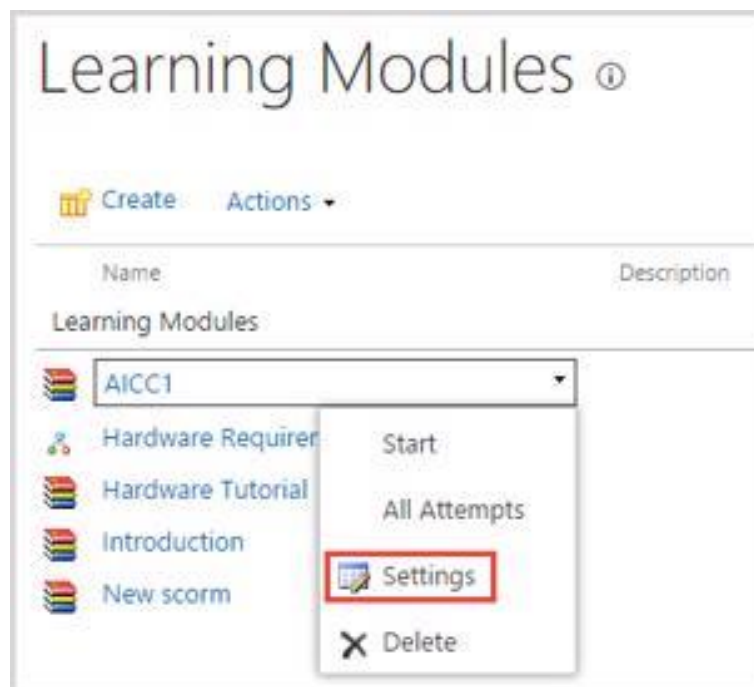 Learning Modules
Create Actions
Name Description
Learning Modules
AICC1
Hardware Requirer
Start
Hardware Tutorial
All Attempts
Introduction
Settings
New scorm
Delete